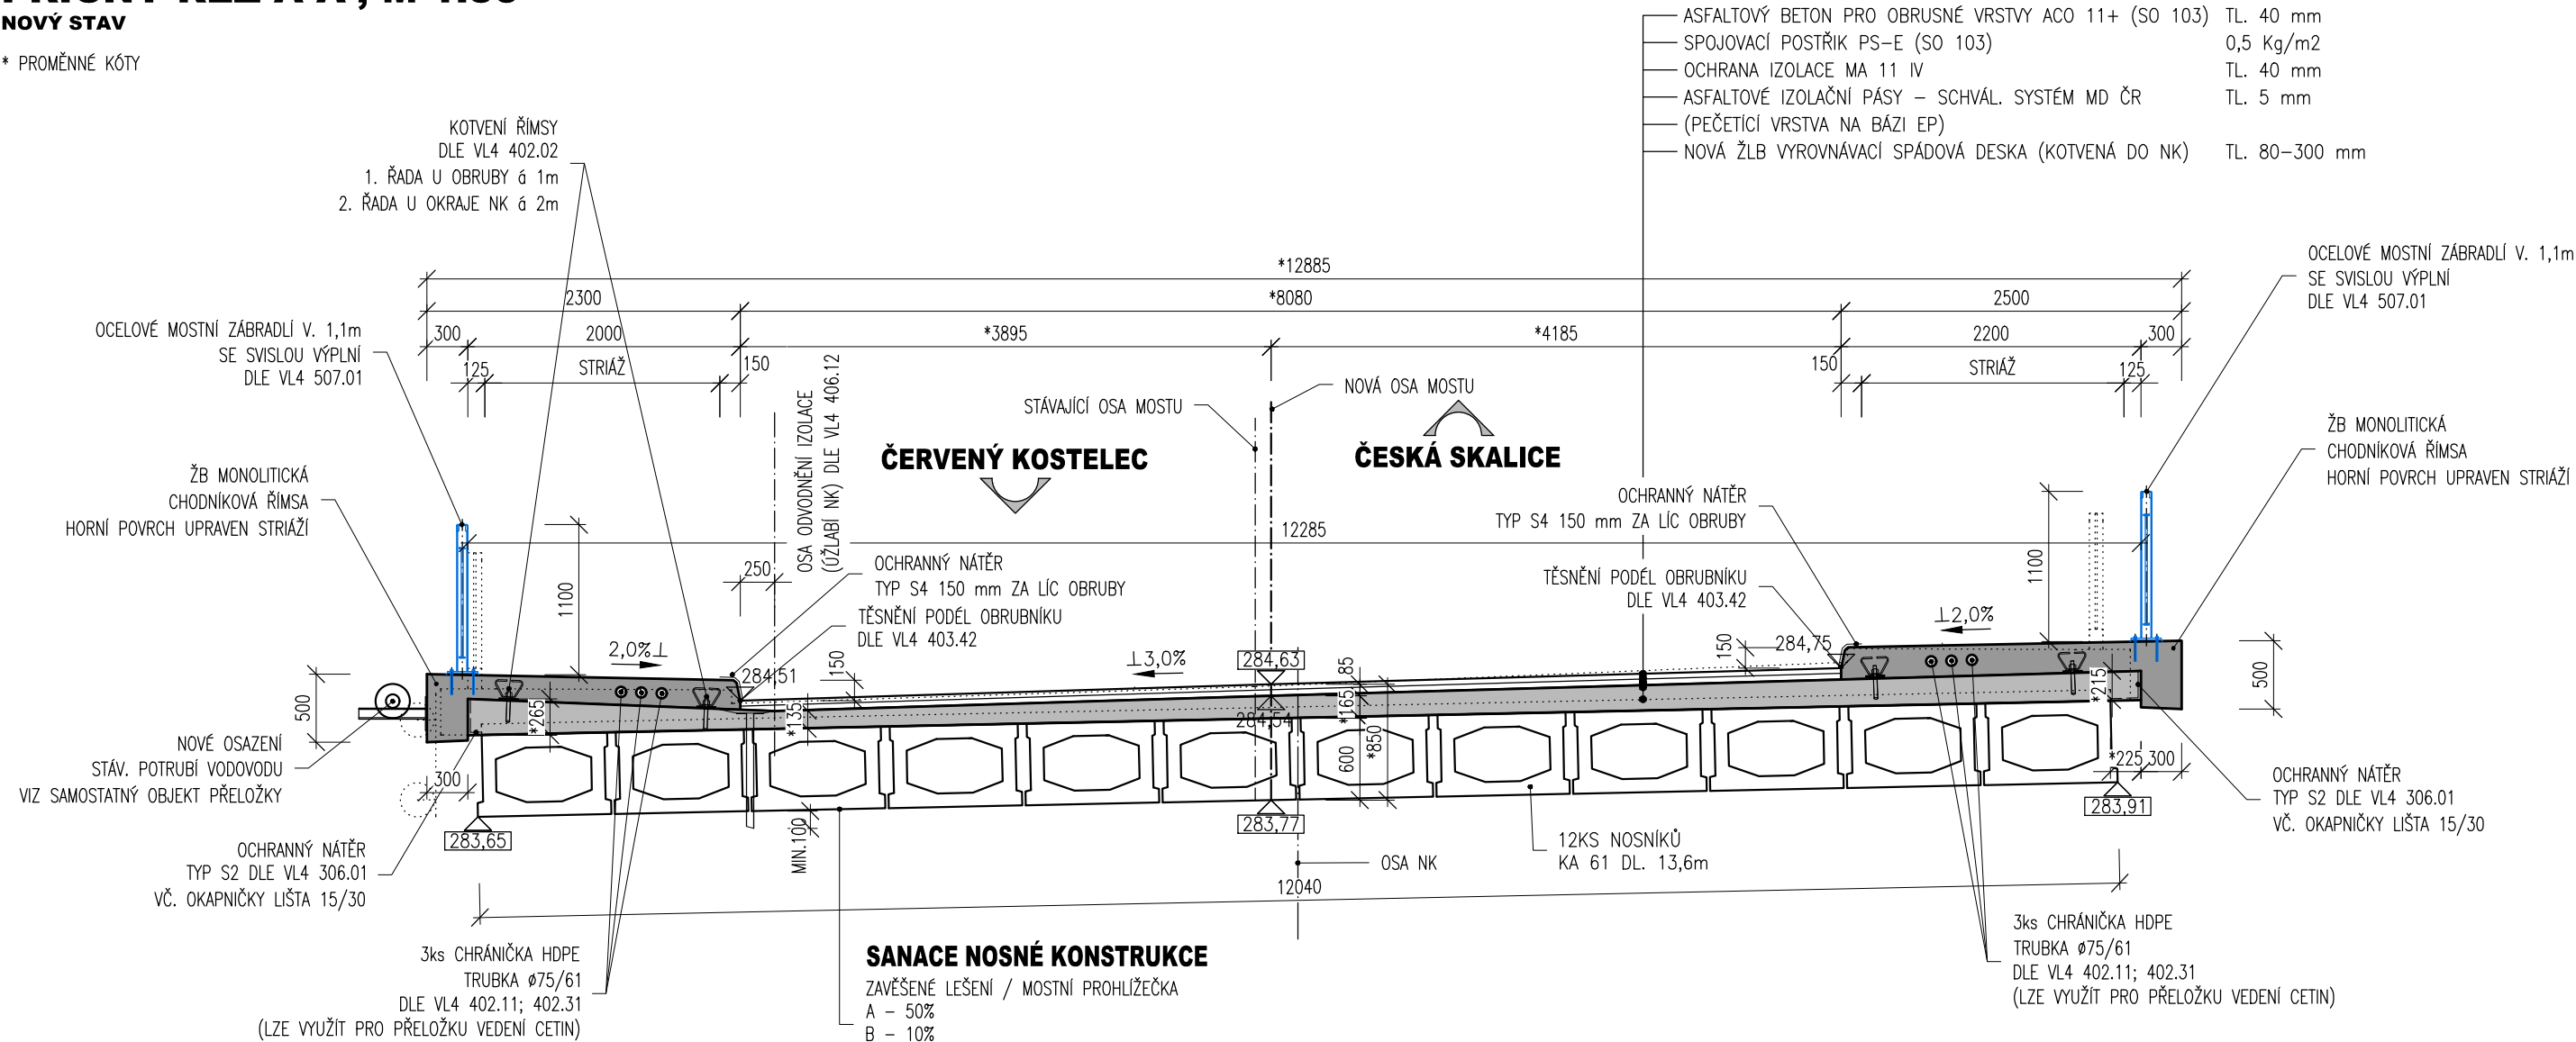 NOVÝ STAV
* PROMĚNNÉ KÓTY
ASFALTOVÝ BETON PRO OBRUSNÉ VRSTVY ACO 11+ (SO 103) TL. 40 mm
SPOJOVACÍ POSTŘIK PS-E (SO 103) 0,5 Kg/m2
OCHRANA IZOLACE MA 11 IV TL. 40 mm
ASFALTOVÉ IZOLAČNÍ PÁSY - SCHVÁL. SYSTÉM MD ČR TL. 5 mm
(PEČETÍCÍ VRSTVA NA BÁZI EP)
NOVÁ ŽLB VYROVNÁVACÍ SPÁDOVÁ DESKA (KOTVENÁ DO NK) TL. 80-300 mm
KOTVENÍ ŘÍMSY
DLE VL4 402.02
1. ŘADA U OBRUBY á 1m
2. ŘADA U OKRAJE NK á 2m
OCELOVÉ MOSTNÍ ZÁBRADLÍ V. 1,1m
SE SVISLOU VÝPLNÍ
DLE VL4 507.01
*12885
2300
*8080
2500
OCELOVÉ MOSTNÍ ZÁBRADLÍ V. 1,1m
SE SVISLOU VÝPLNÍ
DLE VL4 507.01
300
2000
*3895
*4185
2200
300
125
STRIÁŽ
150
150
STRIÁŽ
125
OSA ODVODNĚNÍ IZOLACE
(ÚŽLABÍ NK) DLE VL4 406.12
STÁVAJÍCÍ OSA MOSTU
NOVÁ OSA MOSTU
ČERVENÝ KOSTELEC
ČESKÁ SKALICE
ŽB MONOLITICKÁ
CHODNÍKOVÁ ŘÍMSA
HORNÍ POVRCH UPRAVEN STRIÁŽÍ
ŽB MONOLITICKÁ
CHODNÍKOVÁ ŘÍMSA
HORNÍ POVRCH UPRAVEN STRIÁŽÍ
OCHRANNÝ NÁTĚR
TYP S4 150 mm ZA LÍC OBRUBY
12285
1100
250
OCHRANNÝ NÁTĚR
TYP S4 150 mm ZA LÍC OBRUBY
TĚSNĚNÍ PODÉL OBRUBNÍKU
DLE VL4 403.42
TĚSNĚNÍ PODÉL OBRUBNÍKU
DLE VL4 403.42
1100
2,0%⊥
284,51
150
⊥3,0%
284,63
85
150
284,75
⊥2,0%
500
*265
*135
284,54
*165
*850
600
*215
500
NOVÉ OSAZENÍ
STÁV. POTRUBÍ VODOVODU
VIZ SAMOSTATNÝ OBJEKT PŘELOŽKY
300
*225
300
283,65
MIN.100
283,77
283,91
OCHRANNÝ NÁTĚR
TYP S2 DLE VL4 306.01
VČ. OKAPNIČKY LIŠTA 15/30
12KS NOSNÍKŮ
KA 61 DL. 13,6m
OSA NK
12040
OCHRANNÝ NÁTĚR
TYP S2 DLE VL4 306.01
VČ. OKAPNIČKY LIŠTA 15/30
3ks CHRÁNIČKA HDPE
TRUBKA ø75/61
DLE VL4 402.11; 402.31
(LZE VYUŽÍT PRO PŘELOŽKU VEDENÍ CETIN)
SANACE NOSNÉ KONSTRUKCE
ZAVĚŠENÉ LEŠENÍ / MOSTNÍ PROHLÍŽEČKA
A - 50%
B - 10%
3ks CHRÁNIČKA HDPE
TRUBKA ø75/61
DLE VL4 402.11; 402.31
(LZE VYUŽÍT PRO PŘELOŽKU VEDENÍ CETIN)